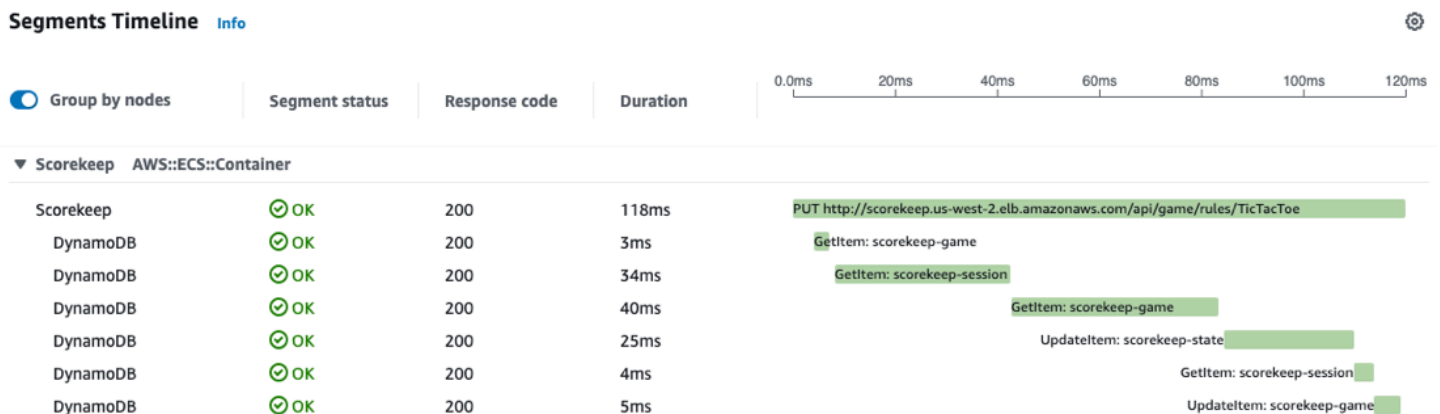 Segments Timeline Info
0.0ms 20ms 40ms 60ms 80ms 100ms 120ms
Group by nodes Segment status Response code Duration
Scorekeep AWS::ECS::Container
Scorekeep OK 200 118ms PUT http://scorekeep.us-west-2.elb.amazonaws.com/api/game/rules/TicTacToe
DynamoDB OK 200 3ms GetItem: scorekeep-game
DynamoDB OK 200 34ms GetItem: scorekeep-session
DynamoDB OK 200 40ms GetItem: scorekeep-game
DynamoDB OK 200 25ms UpdateItem: scorekeep-state
DynamoDB OK 200 4ms GetItem: scorekeep-session
DynamoDB OK 200 5ms UpdateItem: scorekeep-game